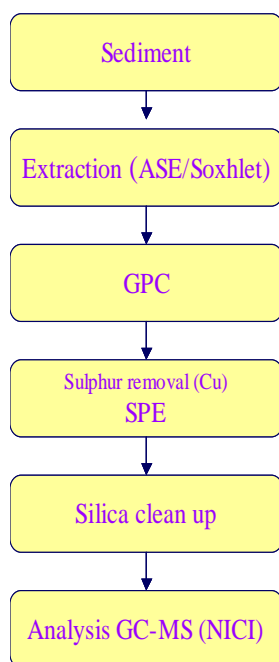 Sediment
Extraction (ASE/Soxhlet)
GPC
Sulphur removal (Cu)
SPE
Silica clean up
Analysis GC-MS (NICI)